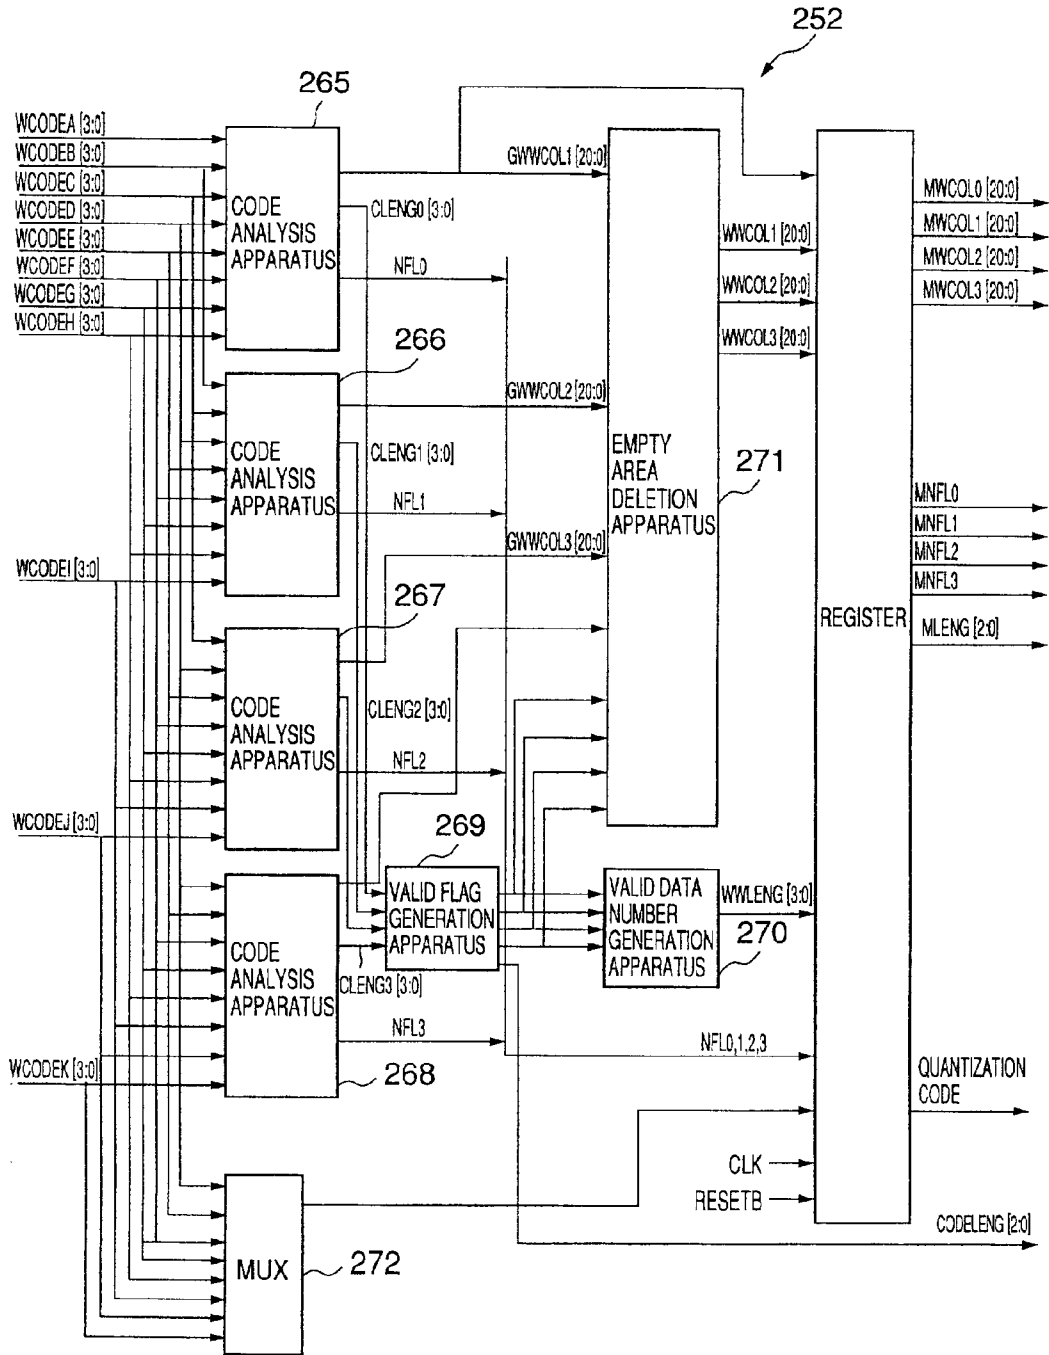 252
265
WCODEA [3:0]
WCODEB [3:0]
WCODEC [3:0]
WCODED [3:0]
WCODEE [3:0]
WCODEF [3:0]
WCODEG [3:0]
WCODEH [3:0]
CODE
ANALYSIS
APPARATUS
GWWCOL1 [20:0]
CLENG0 [3:0]
NFL0
WWCOL1 [20:0]
WWCOL2 [20:0]
WWCOL3 [20:0]
MWCOL0 [20:0]
MWCOL1 [20:0]
MWCOL2 [20:0]
MWCOL3 [20:0]
266
CODE
ANALYSIS
APPARATUS
GWWCOL2 [20:0]
CLENG1 [3:0]
NFL1
GWWCOL3 [20:0]
EMPTY
AREA
DELETION
APPARATUS
271
MNFL0
MNFL1
MNFL2
MNFL3
MLENG [2:0]
REGISTER
WCODEI [3:0]
267
CODE
ANALYSIS
APPARATUS
CLENG2 [3:0]
NFL2
WCODEJ [3:0]
269
VALID FLAG
GENERATION
APPARATUS
VALID DATA
NUMBER
GENERATION
APPARATUS
WWLENG [3:0]
270
CODE
ANALYSIS
APPARATUS
CLENG3 [3:0]
NFL3
268
NFL0,1,2,3
WCODEK [3:0]
QUANTIZATION
CODE
CLK
RESETB
CODELENG [2:0]
MUX
272